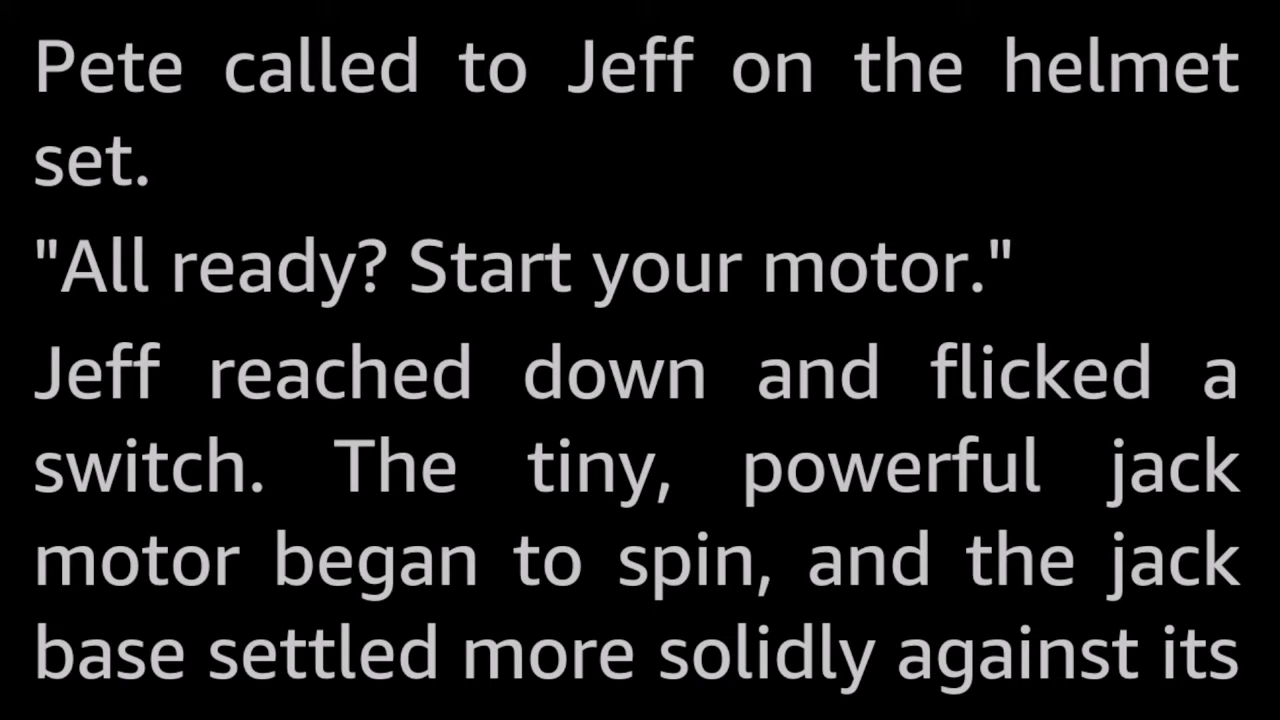 Pete called to Jeff on the helmet
set.
"All ready? Start your motor."
Jeff reached down and flicked a
switch. The tiny, powerful jack
motor began to spin, and the jack
base settled more solidly against its